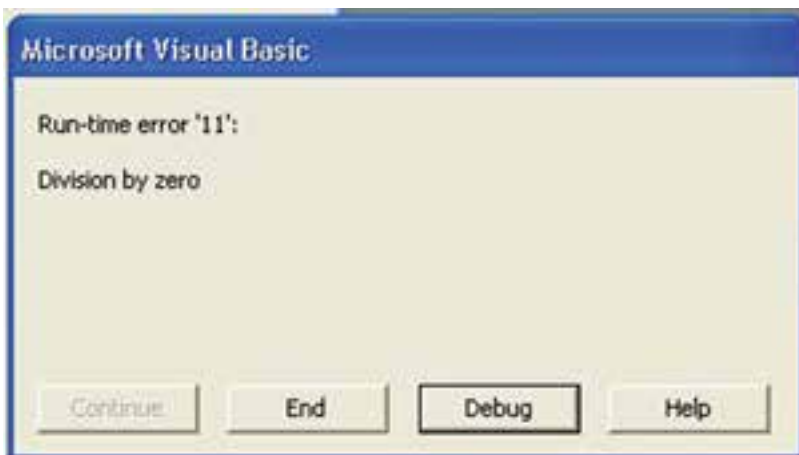 Microsoft Visual Basic
Run-time error '11':
Division by zero
Continue End Debug Help